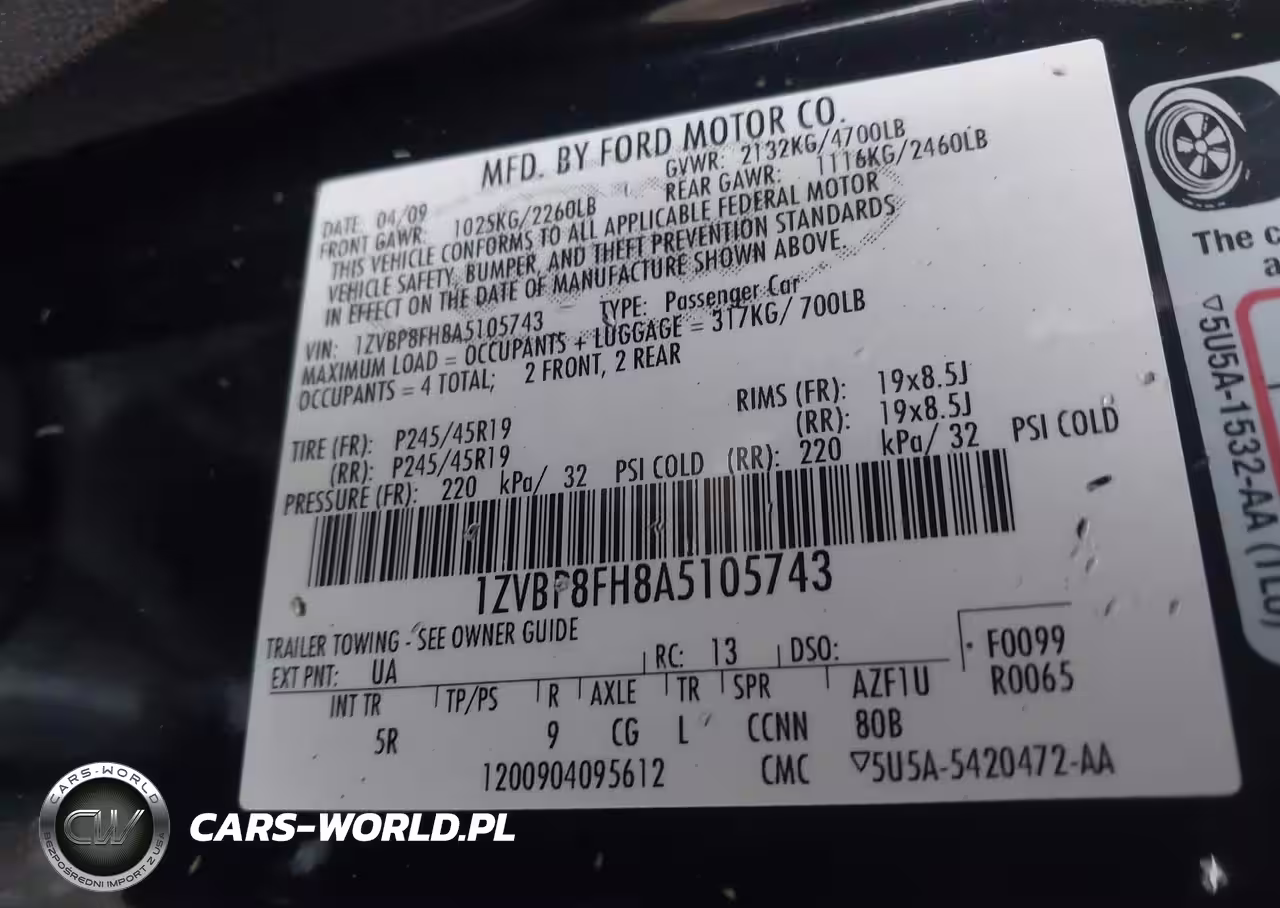 MFD. BY FORD MOTOR CO.
DATE: 04/09 GVWR: 2132KG/4700LB
FRONT GAWR: 1025KG/2260LB REAR GAWR: 1116KG/2460LB
THIS VEHICLE CONFORMS TO ALL APPLICABLE FEDERAL MOTOR
VEHICLE SAFETY, BUMPER, AND THEFT PREVENTION STANDARDS
IN EFFECT ON THE DATE OF MANUFACTURE SHOWN ABOVE.
VIN: 1ZVBP8FH8A5105743 TYPE: Passenger Car
MAXIMUM LOAD = OCCUPANTS + LUGGAGE = 317KG/ 700LB
OCCUPANTS = 4 TOTAL; 2 FRONT, 2 REAR
TIRE (FR): P245/45R19 RIMS (FR): 19x8.5J
(RR): P245/45R19 (RR): 19x8.5J
PRESSURE (FR): 220 kPa/ 32 PSI COLD (RR): 220 kPa/ 32 PSI COLD
1ZVBP8FH8A5105743
TRAILER TOWING - SEE OWNER GUIDE
EXT PNT: UA RC: 13 DSO: F0099
INT TR TP/PS R AXLE TR SPR AZF1U R0065
5R 9 CG L CCNN 80B
1200904095612 CMC ▽5U5A-5420472-AA
The c
a
▽5U5A-1532-AA
CARS-WORLD
CW
BEZPOŚREDNI IMPORT Z USA
CARS-WORLD.PL